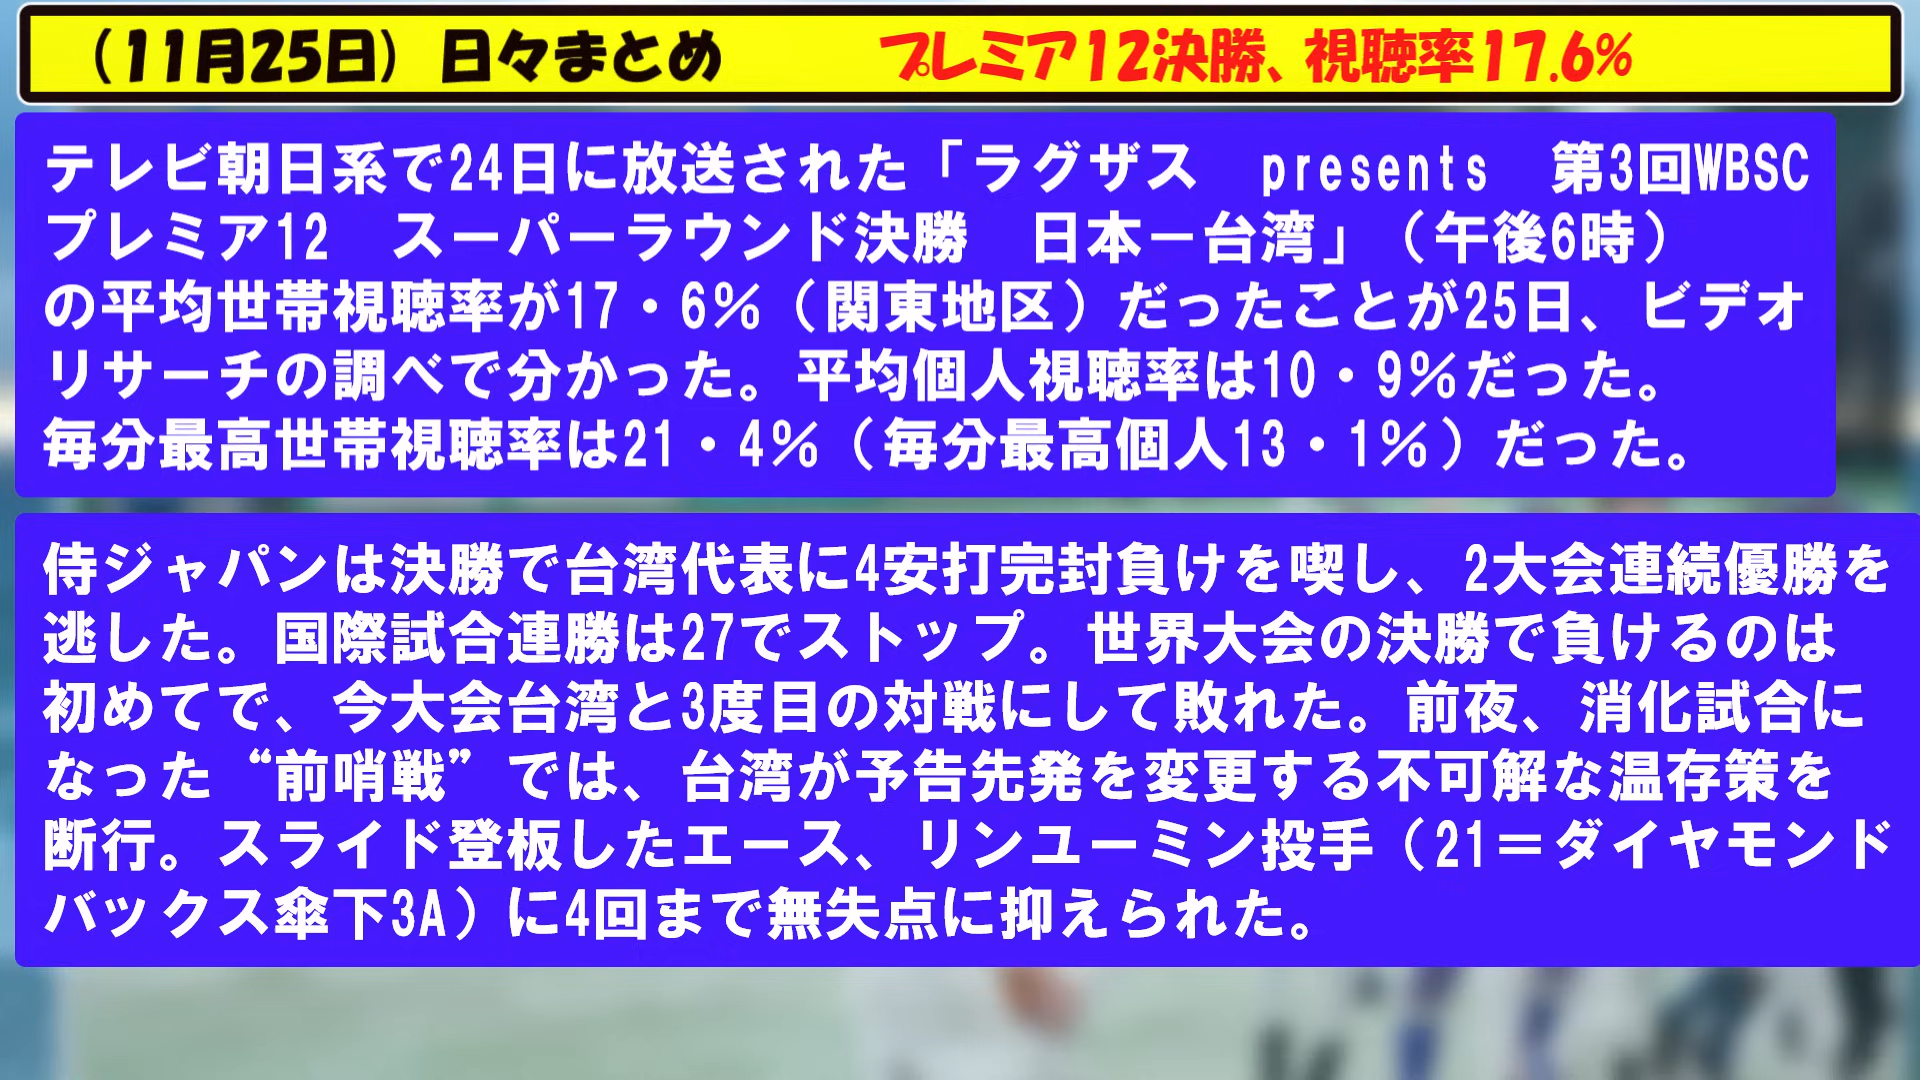 （11月25日）日々まとめ　プレミア12決勝、視聴率17.6%
テレビ朝日系で24日に放送された「ラグザス　presents　第3回WBSC
プレミア12　スーパーラウンド決勝　日本－台湾」（午後6時）
の平均世帯視聴率が17・6％（関東地区）だったことが25日、ビデオ
リサーチの調べで分かった。平均個人視聴率は10・9％だった。
毎分最高世帯視聴率は21・4％（毎分最高個人13・1％）だった。
侍ジャパンは決勝で台湾代表に4安打完封負けを喫し、2大会連続優勝を
逃した。国際試合連勝は27でストップ。世界大会の決勝で負けるのは
初めてで、今大会台湾と3度目の対戦にして敗れた。前夜、消化試合に
なった“前哨戦”では、台湾が予告先発を変更する不可解な温存策を
断行。スライド登板したエース、リンユーミン投手（21＝ダイヤモンド
バックス傘下3A）に4回まで無失点に抑えられた。